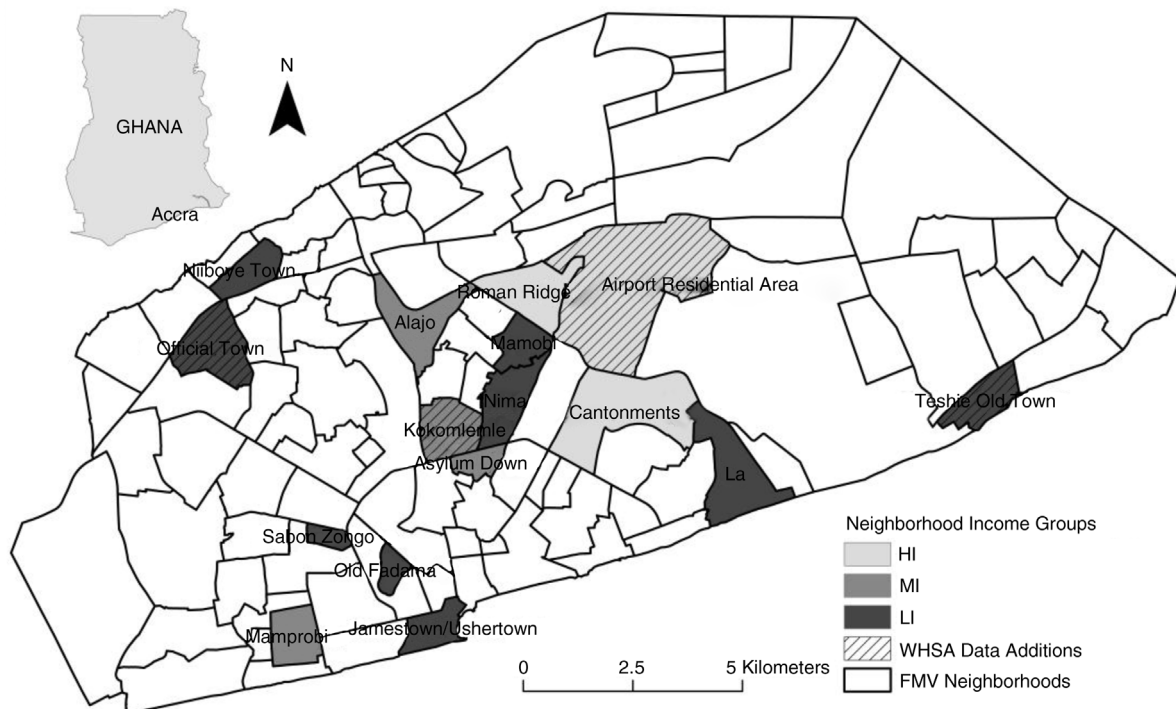 N
GHANA
Accra
Niiboye Town
Roman Ridge
Airport Residential Area
Alajo
Mamobi
Official Town
Nima
Teshie Old Town
Cantonments
Kokomlemle
Asylum Down
La
Sabon Zongo
Old Fadama
Jamestown/Ushertown
Mamprobi
Neighborhood Income Groups
HI
MI
LI
WHSA Data Additions
FMV Neighborhoods
0 2.5 5 Kilometers